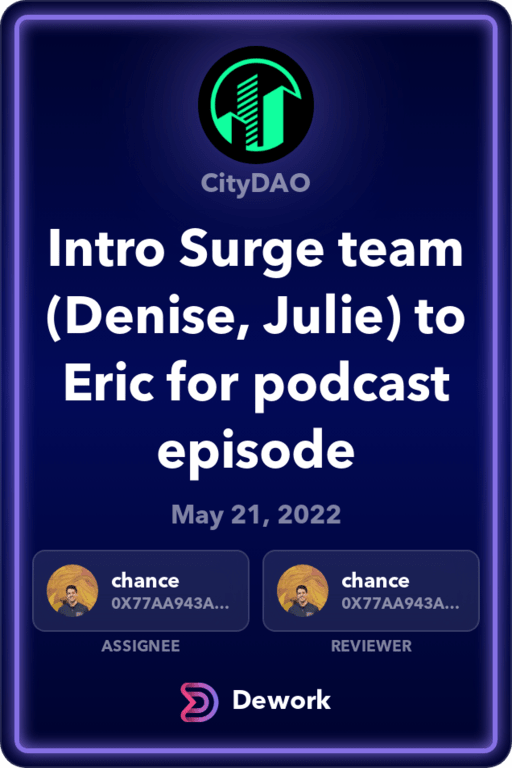 CityDAO
Intro Surge team
(Denise, Julie) to
Eric for podcast
episode
May 21, 2022
chance
0X77AA943A...
chance
0X77AA943A...
ASSIGNEE
REVIEWER
Dework